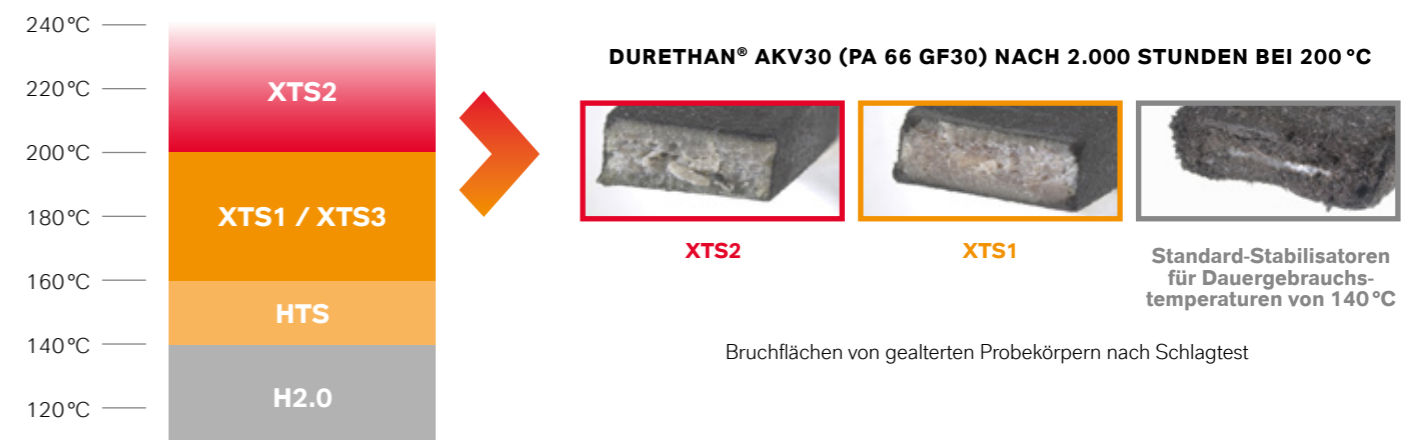 240 °C
220 °C
200 °C
180 °C
160 °C
140 °C
120 °C
XTS2
XTS1 / XTS3
HTS
H2.0
DURETHAN® AKV30 (PA 66 GF30) NACH 2.000 STUNDEN BEI 200 °C
XTS2
XTS1
Standard-Stabilisatoren
für Dauergebrauchs-
temperaturen von 140 °C
Bruchflächen von gealterten Probekörpern nach Schlagtest